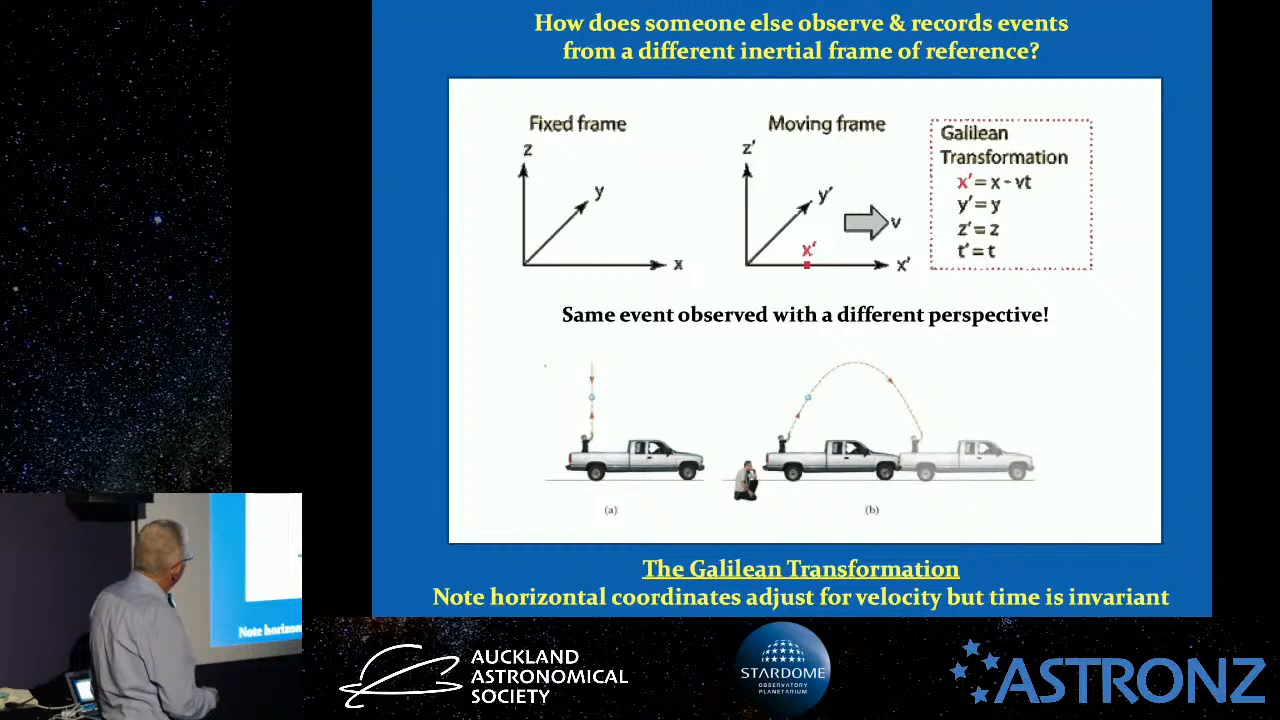 How does someone else observe & records events
from a different inertial frame of reference?
Fixed frame
z
y
x
Moving frame
z'
y'
v
x'
x'
Galilean
Transformation
x' = x - vt
y' = y
z' = z
t' = t
Same event observed with a different perspective!
(a)
(b)
The Galilean Transformation
Note horizontal coordinates adjust for velocity but time is invariant
Note horizon
AUCKLAND
ASTRONOMICAL
SOCIETY
STARDOME
OBSERVATORY
PLANETARIUM
ASTRONZ